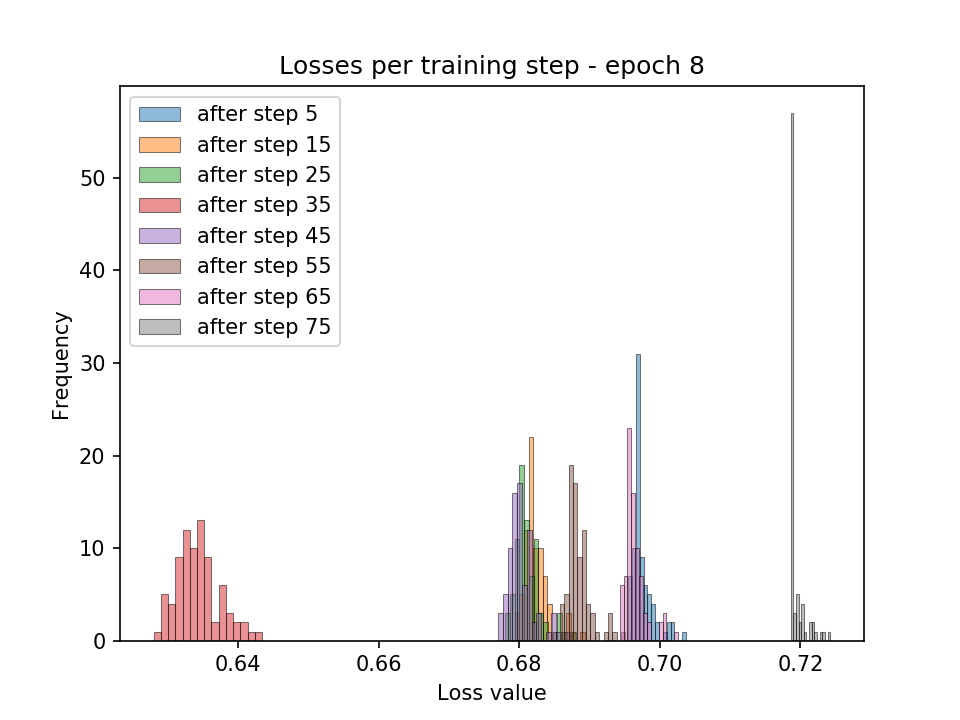 Losses per training step - epoch 8
after step 5
after step 15
after step 25
after step 35
after step 45
after step 55
after step 65
after step 75
Frequency
50
40
30
20
10
0
0.64 0.66 0.68 0.70 0.72
Loss value